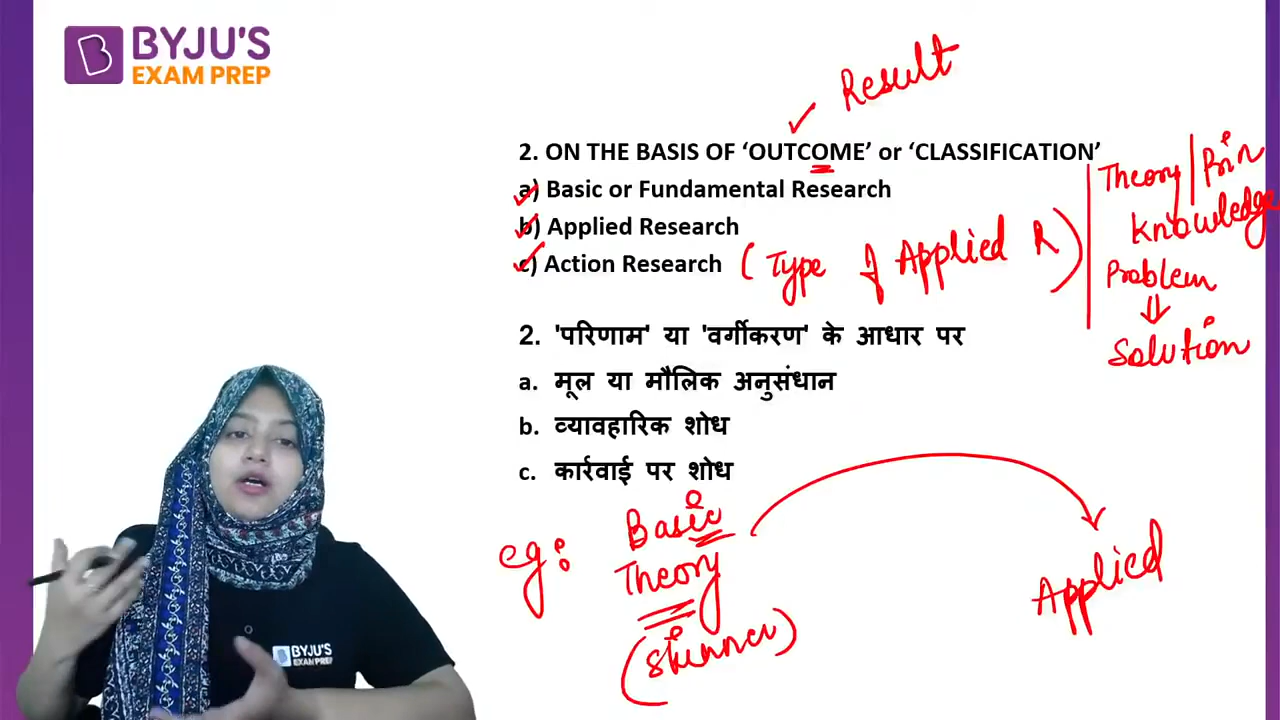 BYJU'S
EXAM PREP
Result
2. ON THE BASIS OF 'OUTCOME' or 'CLASSIFICATION'
a) Basic or Fundamental Research
b) Applied Research
c) Action Research (Type of Applied R)
Theory / Prin
Knowledge
Problem
⇓
Solution
2. 'परिणाम' या 'वर्गीकरण' के आधार पर
a. मूल या मौलिक अनुसंधान
b. व्यावहारिक शोध
c. कार्रवाई पर शोध
eg: Basic
Theory
(skinner)
Applied
BYJU'S
EXAM PREP